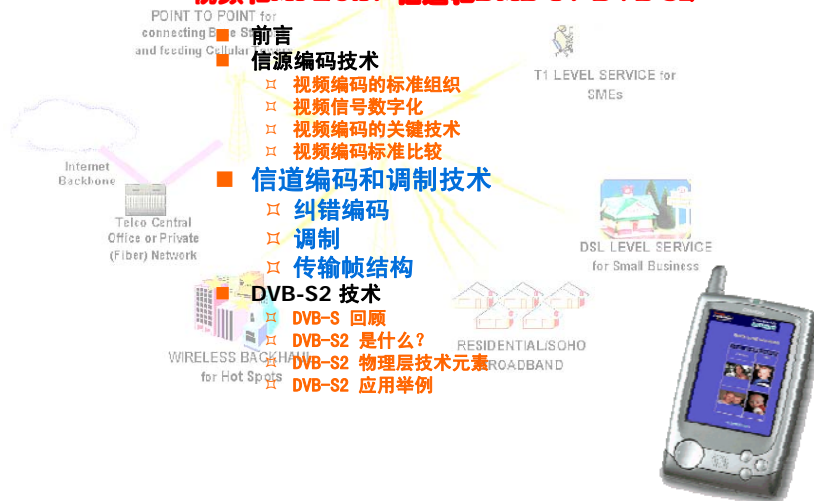 POINT TO POINT for
connecting Base Stations
and feeding Cellular Towers
前言
信源编码技术
视频编码的标准组织
视频信号数字化
视频编码的关键技术
视频编码标准比较
T1 LEVEL SERVICE for
SMEs
Internet
Backbone
信道编码和调制技术
纠错编码
调制
传输帧结构
Telco Central
Office or Private
(Fiber) Network
DSL LEVEL SERVICE
for Small Business
DVB-S2 技术
DVB-S 回顾
DVB-S2 是什么?
DVB-S2 物理层技术元素
DVB-S2 应用举例
WIRELESS BACKHAUL
for Hot Spots
RESIDENTIAL/SOHO
BROADBAND